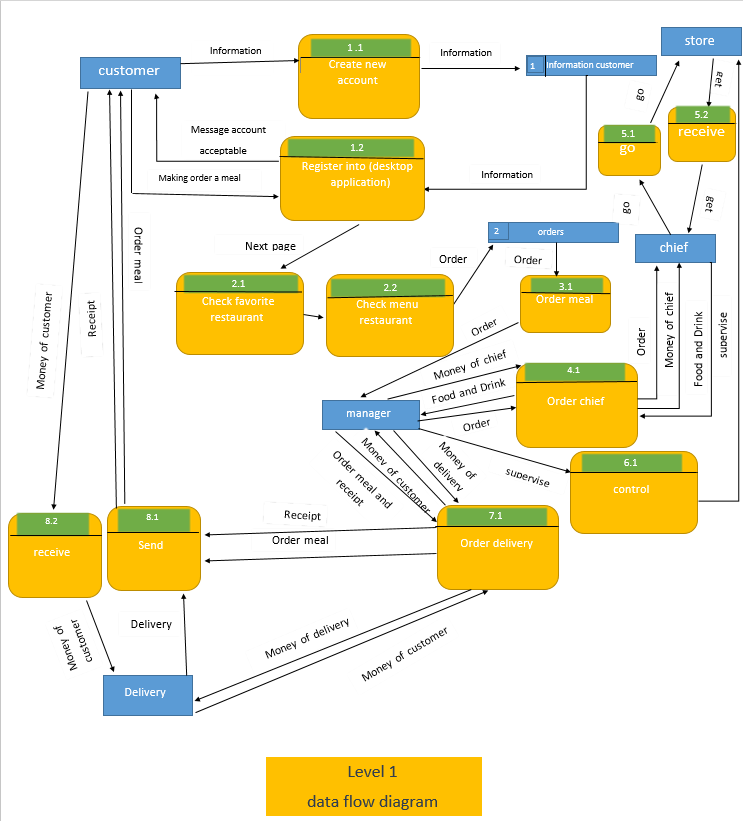 store
1 .1
customer
Information
Create new
account
Information
1
Information customer
get
go
5.2
receive
5.1
go
Message account
acceptable
1.2
Register into (desktop
application)
Making order a meal
Information
get
go
2
orders
chief
Next page
Order
Order
Order meal
2.1
Check favorite
restaurant
2.2
Check menu
restaurant
3.1
Order meal
Money of customer
Receipt
Order
Order
Money of chief
Food and Drink
supervise
Money of chief
Food and Drink
4.1
Order chief
manager
Order
Money of
delivery
Money of customer
Order meal and
receipt
supervise
6.1
control
8.2
receive
8.1
Send
Receipt
Order meal
7.1
Order delivery
Money of
customer
Delivery
Money of delivery
Money of customer
Delivery
Level 1
data flow diagram